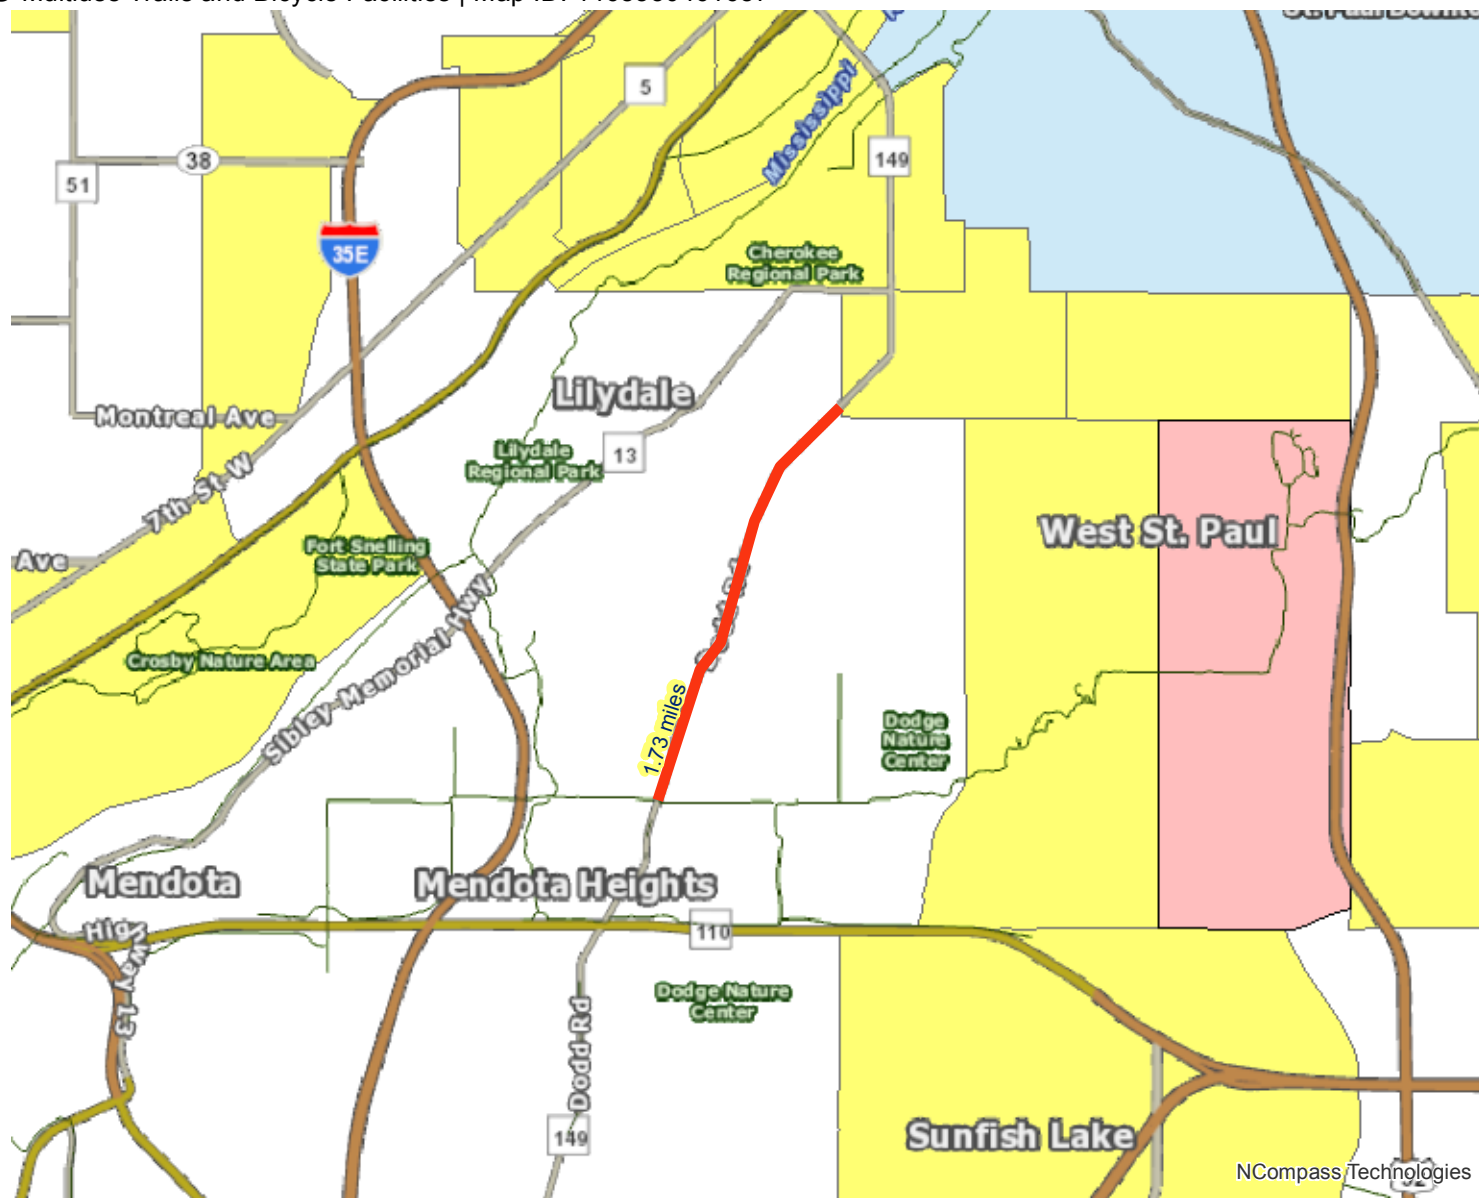 5
Mississippi
149
38
51
35E
Cherokee
Regional Park
Lilydale
Montreal Ave
Lilydale
Regional Park
13
7th St W
West St. Paul
Fort Snelling
State Park
Ave
Crosby Nature Area
Sibley Memorial Hwy
1.73 miles
Dodge
Nature
Center
Mendota
Mendota Heights
Highway 13
110
Dodge Nature
Center
Dodd Rd
149
Sunfish Lake
NCompass Technologies